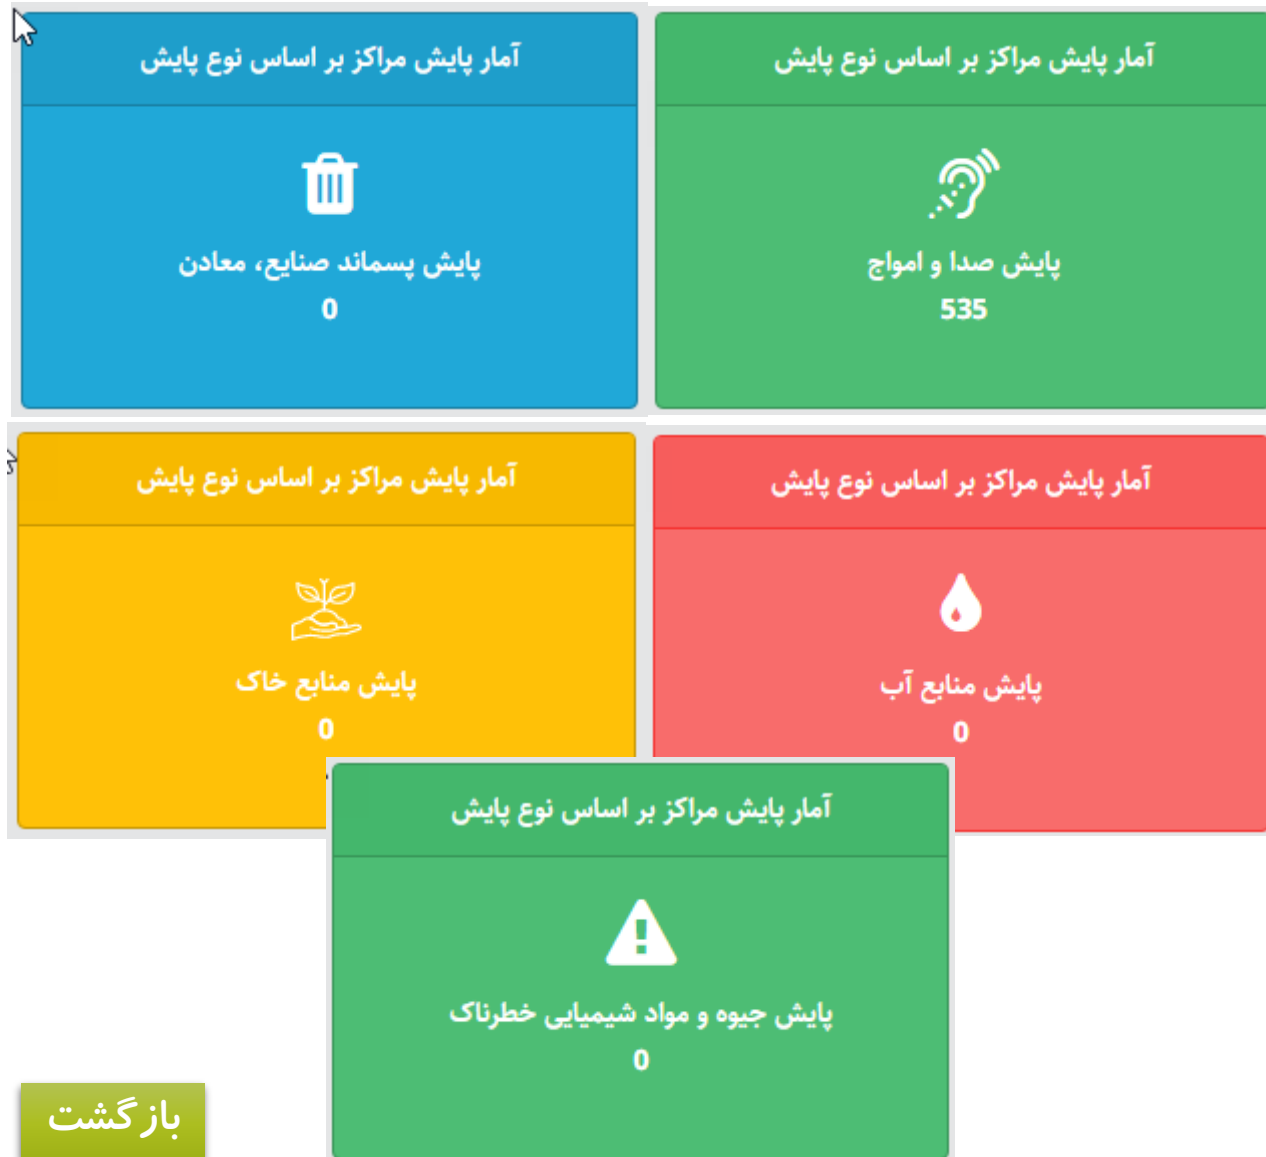 آمار پایش مراکز بر اساس نوع پایش
پایش صدا و امواج
535
آمار پایش مراکز بر اساس نوع پایش
پایش پسماند صنایع، معادن
0
آمار پایش مراکز بر اساس نوع پایش
پایش منابع آب
0
آمار پایش مراکز بر اساس نوع پایش
پایش منابع خاک
0
آمار پایش مراکز بر اساس نوع پایش
پایش جیوه و مواد شیمیایی خطرناک
0
بازگشت